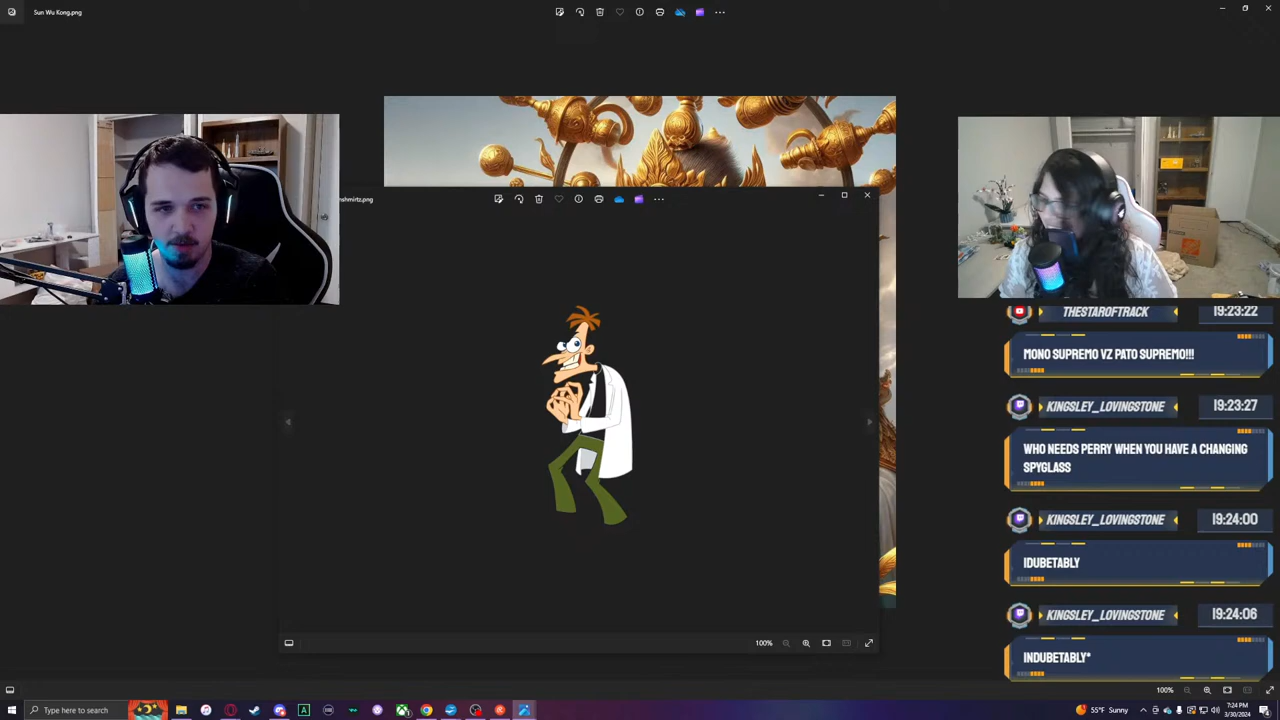 Sun Wu Kong.png
nshmirtz.png
THESTAROFTRACK
19:23:22
MONO SUPREMO VZ PATO SUPREMO!!!
KINGSLEY_LOVINGSTONE
19:23:27
WHO NEEDS PERRY WHEN YOU HAVE A CHANGING
SPYGLASS
KINGSLEY_LOVINGSTONE
19:24:00
IDUBETABLY
KINGSLEY_LOVINGSTONE
19:24:06
INDUBETABLY*
100%
100%
Type here to search
55°F Sunny
7:24 PM
3/30/2024